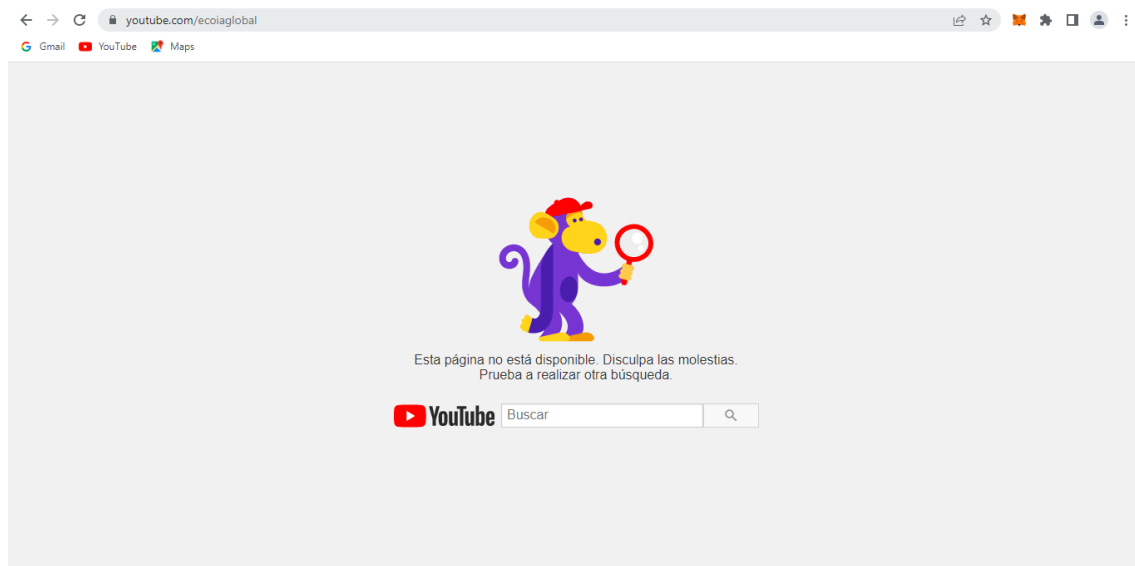 youtube.com/ecoiaglobal
Gmail YouTube Maps
Esta página no está disponible. Disculpa las molestias.
Prueba a realizar otra búsqueda.
YouTube Buscar